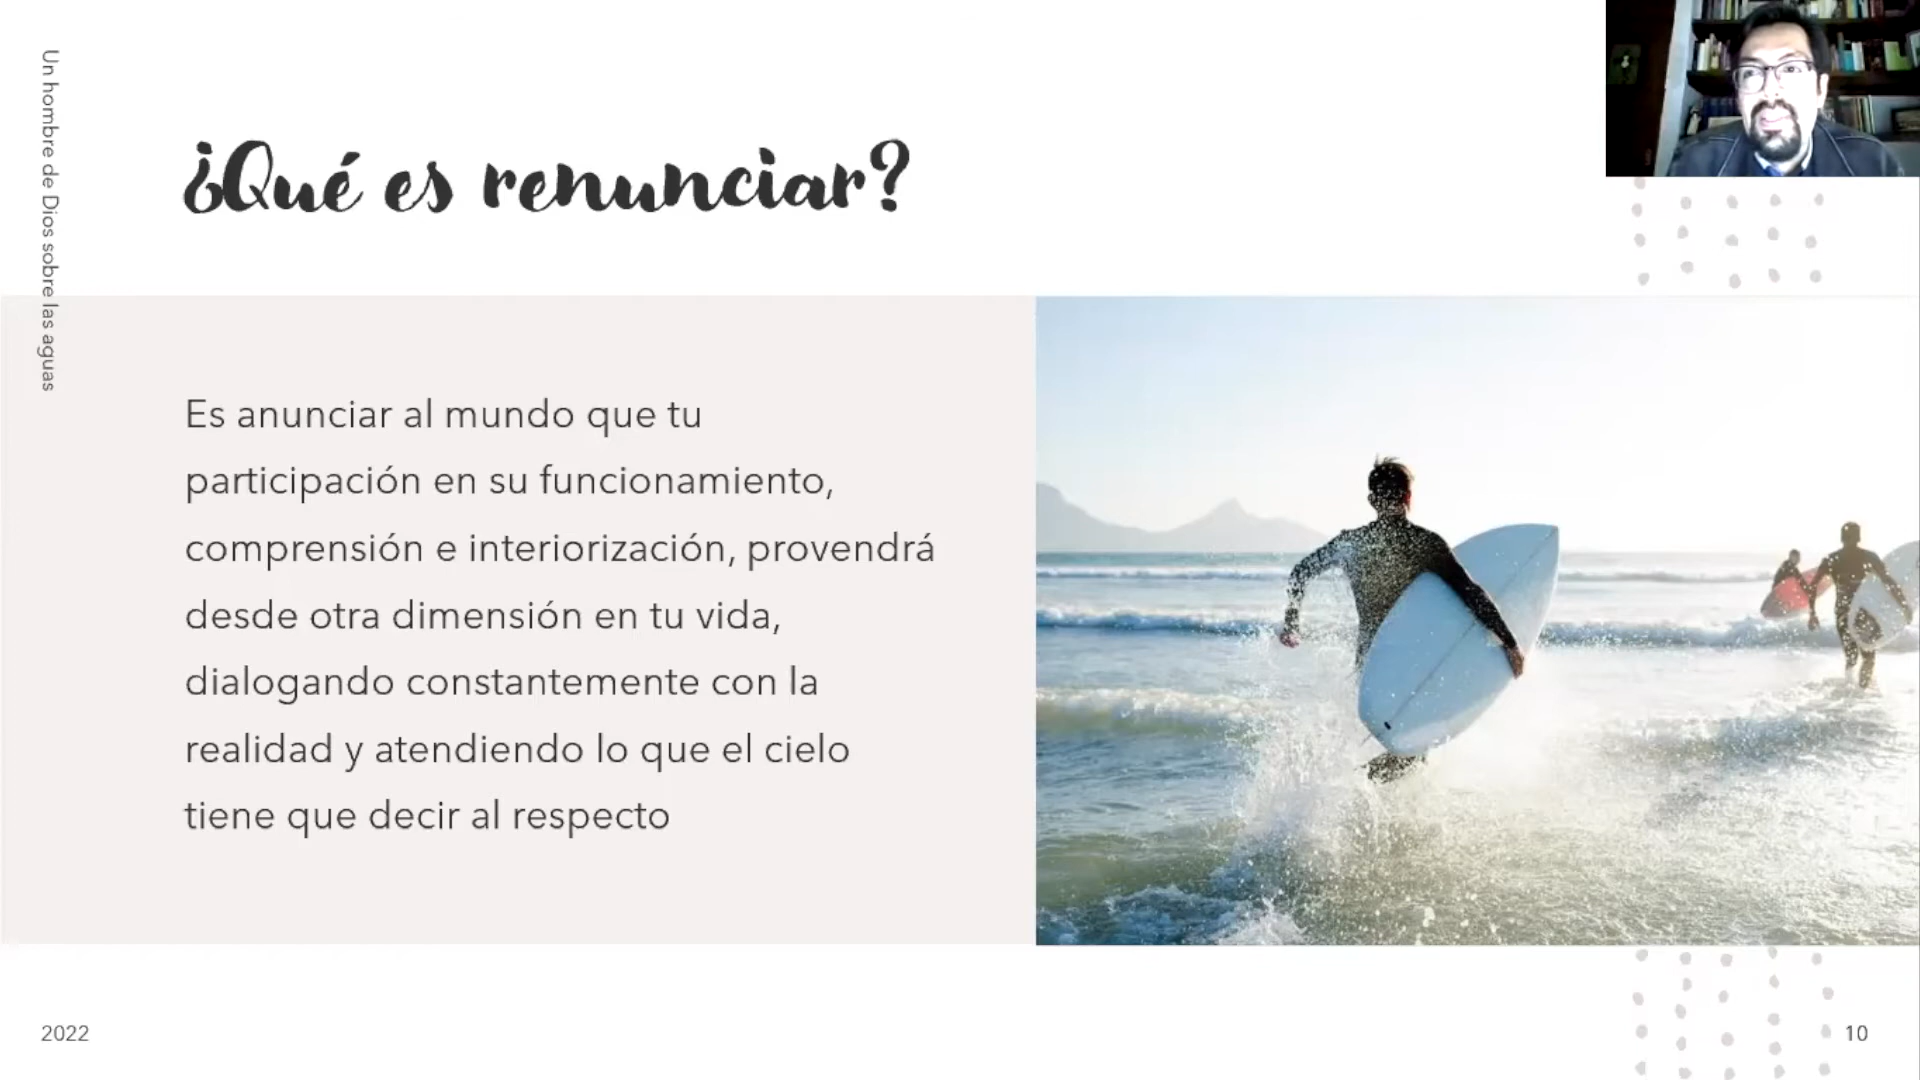 Un hombre de Dios sobre las aguas
¿Qué es renunciar?
Es anunciar al mundo que tu
participación en su funcionamiento,
comprensión e interiorización, provendrá
desde otra dimensión en tu vida,
dialogando constantemente con la
realidad y atendiendo lo que el cielo
tiene que decir al respecto
2022
10